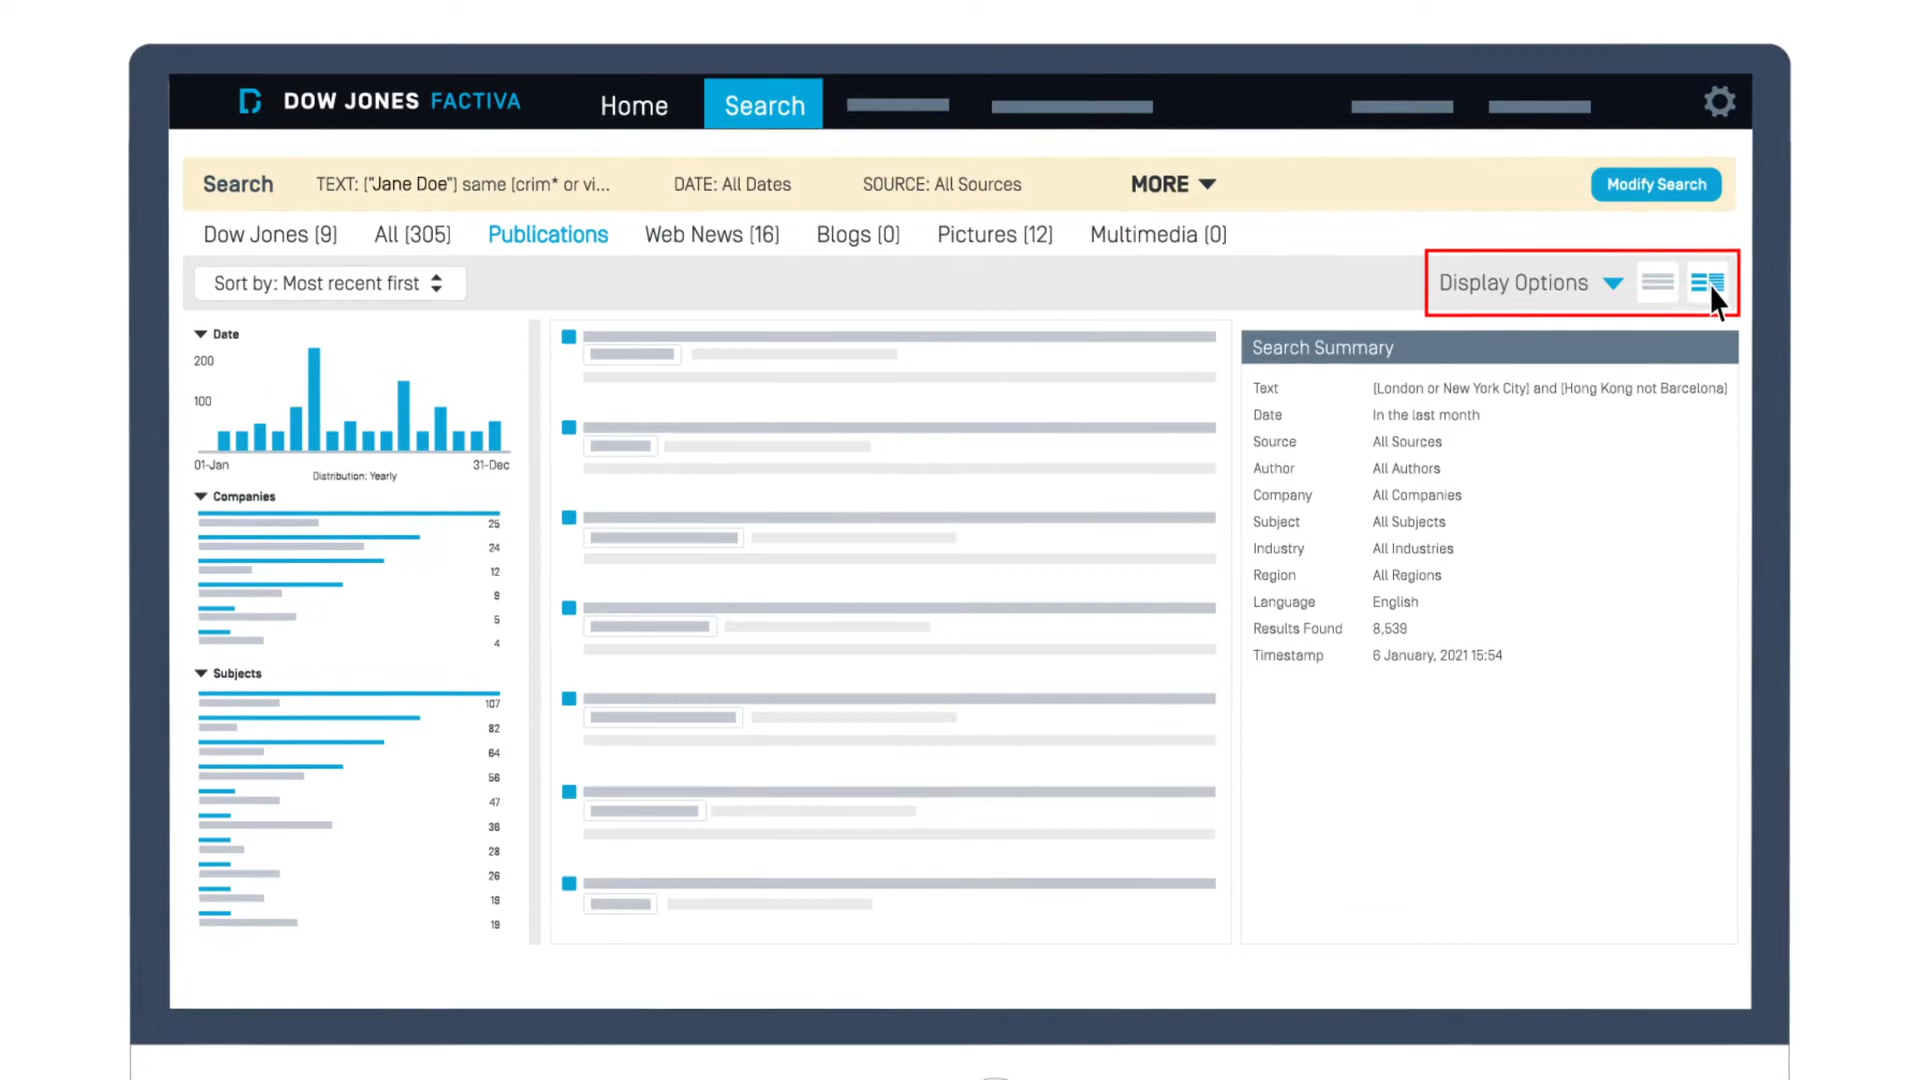 DOW JONES FACTIVA Home Search
Search TEXT: ["Jane Doe"] same [crim* or vi... DATE: All Dates SOURCE: All Sources MORE Modify Search
Dow Jones [9] All [305] Publications Web News [16] Blogs [0] Pictures [12] Multimedia [0]
Sort by: Most recent first Display Options
Date
200
100
01-Jan 31-Dec
Distribution: Yearly
Companies
25
24
12
9
5
4
Subjects
107
82
64
56
47
36
28
26
19
19
Search Summary
Text [London or New York City] and [Hong Kong not Barcelona]
Date In the last month
Source All Sources
Author All Authors
Company All Companies
Subject All Subjects
Industry All Industries
Region All Regions
Language English
Results Found 8,539
Timestamp 6 January, 2021 15:54